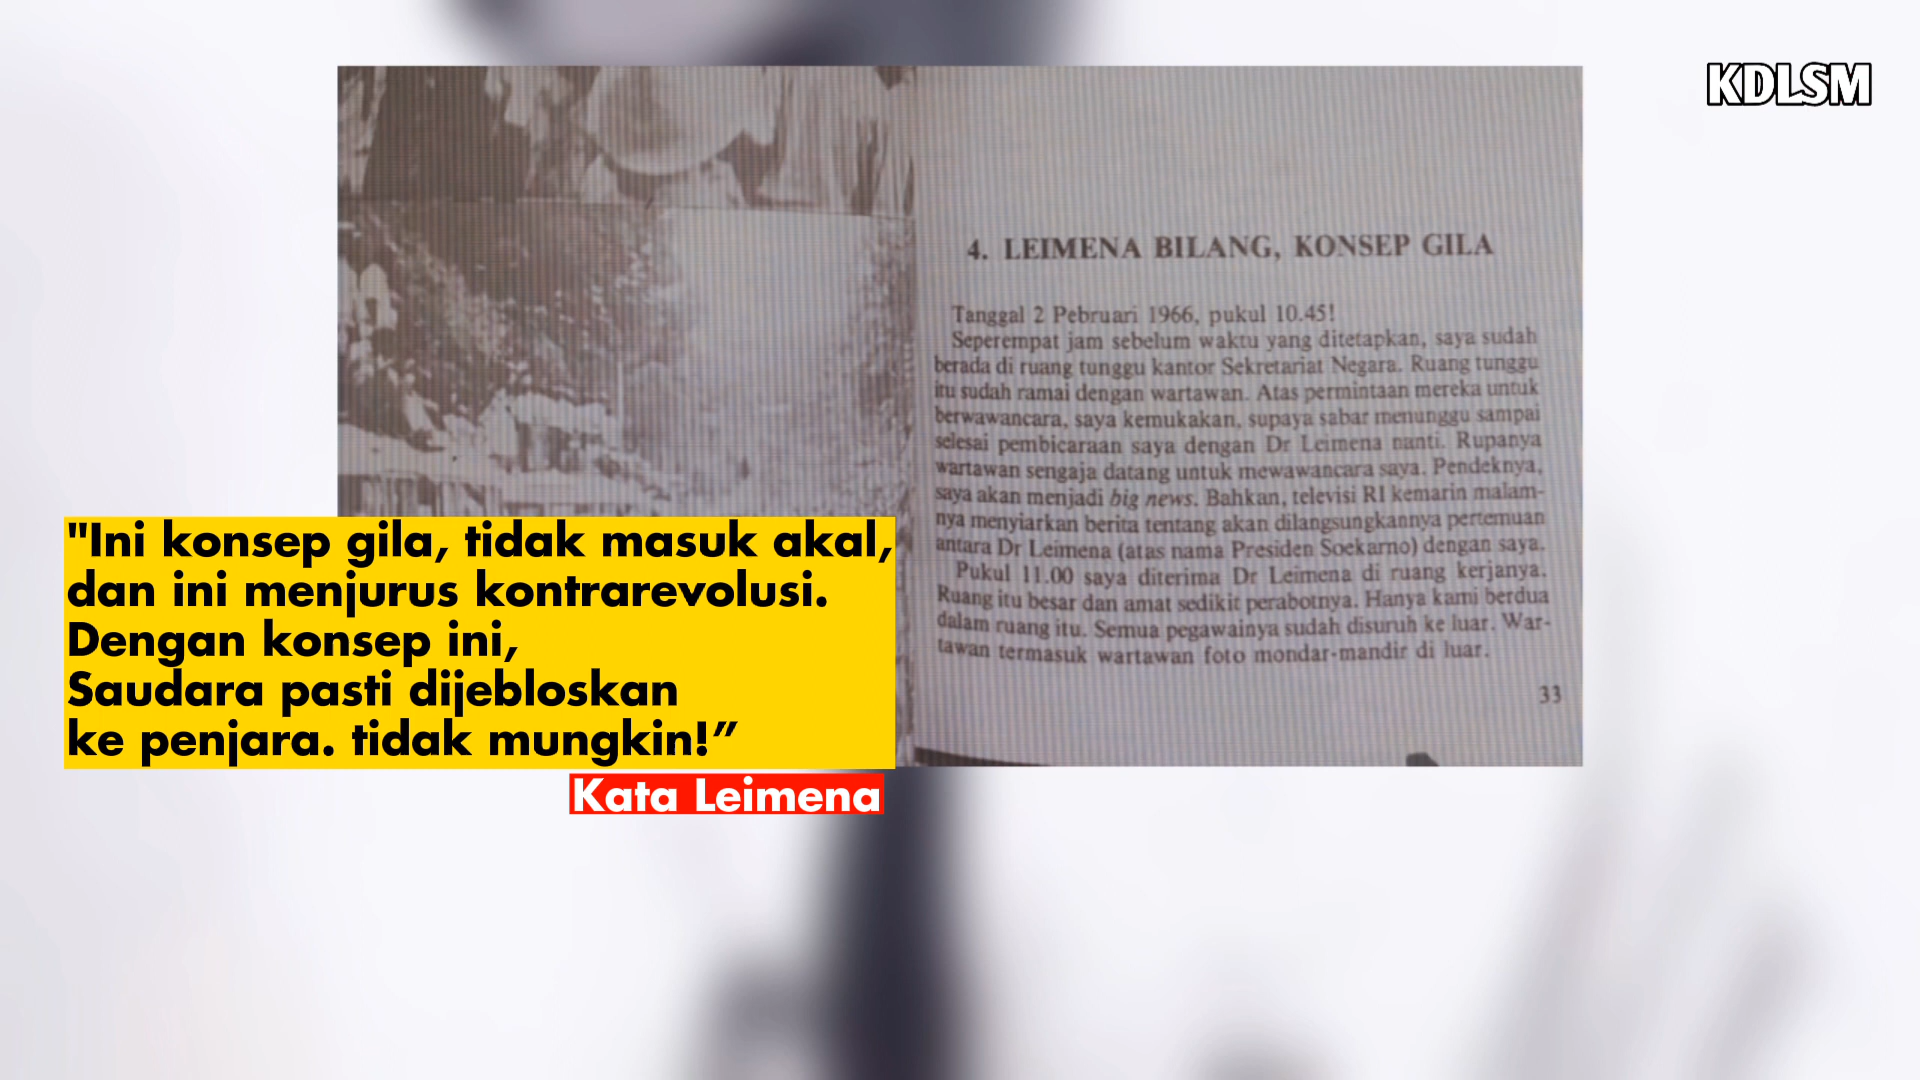 KDLSM
4. LEIMENA BILANG, KONSEP GILA
Tanggal 2 Pebruari 1966, pukul 10.45!
Seperempat jam sebelum waktu yang ditetapkan, saya sudah
berada di ruang tunggu kantor Sekretariat Negara. Ruang tunggu
itu sudah ramai dengan wartawan. Atas permintaan mereka untuk
berwawancara, saya kemukakan, supaya sabar menunggu sampai
selesai pembicaraan saya dengan Dr Leimena nanti. Rupanya
wartawan sengaja datang untuk mewawancara saya. Pendeknya,
saya akan menjadi big news. Bahkan, televisi RI kemarin malam-
nya menyiarkan berita tentang akan dilangsungkannya pertemuan
antara Dr Leimena (atas nama Presiden Soekarno) dengan saya.
Pukul 11.00 saya diterima Dr Leimena di ruang kerjanya.
Ruang itu besar dan amat sedikit perabotnya. Hanya kami berdua
dalam ruang itu. Semua pegawainya sudah disuruh ke luar. War-
tawan termasuk wartawan foto mondar-mandir di luar.
33
"Ini konsep gila, tidak masuk akal,
dan ini menjurus kontrarevolusi.
Dengan konsep ini,
Saudara pasti dijebloskan
ke penjara. tidak mungkin!”
Kata Leimena